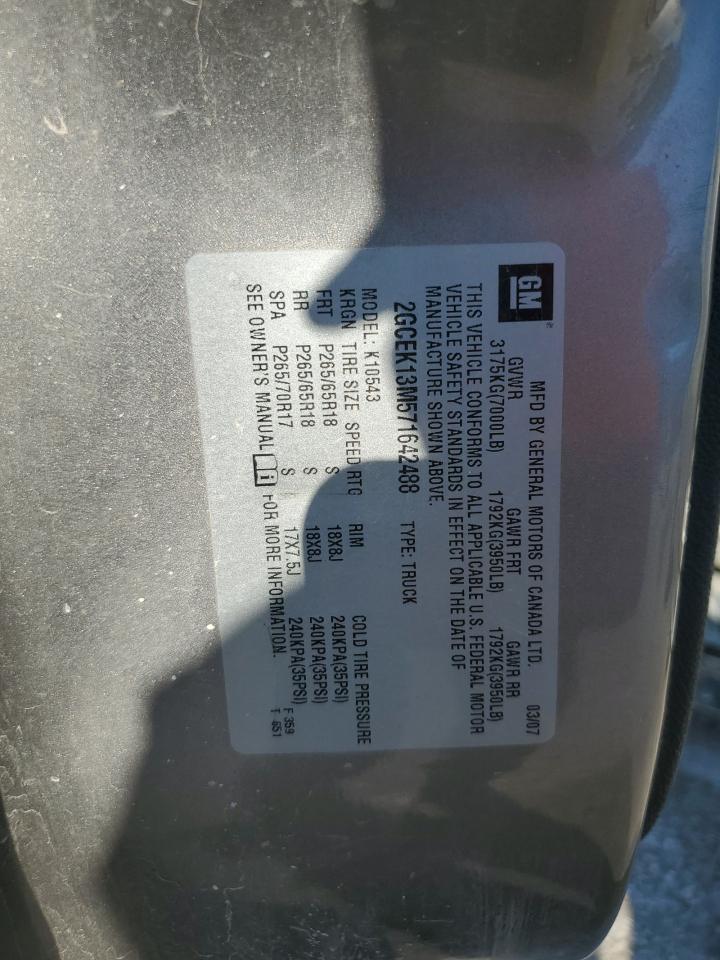 GM
MFD BY GENERAL MOTORS OF CANADA LTD. 03/07
GVWR GAWR FRT GAWR RR
3175KG(7000LB) 1792KG(3950LB) 1792KG(3950LB)
THIS VEHICLE CONFORMS TO ALL APPLICABLE U.S. FEDERAL MOTOR
VEHICLE SAFETY STANDARDS IN EFFECT ON THE DATE OF
MANUFACTURE SHOWN ABOVE.
2GCEK13M571642488 TYPE: TRUCK
MODEL: K10543
KRGN TIRE SIZE SPEED RTG RIM COLD TIRE PRESSURE
FRT P265/65R18 S 18X8J 240KPA(35PSI)
RR P265/65R18 S 18X8J 240KPA(35PSI)
SPA P265/70R17 S 17X7.5J 240KPA(35PSI)
SEE OWNER'S MANUAL FOR MORE INFORMATION.
F 359
T 651